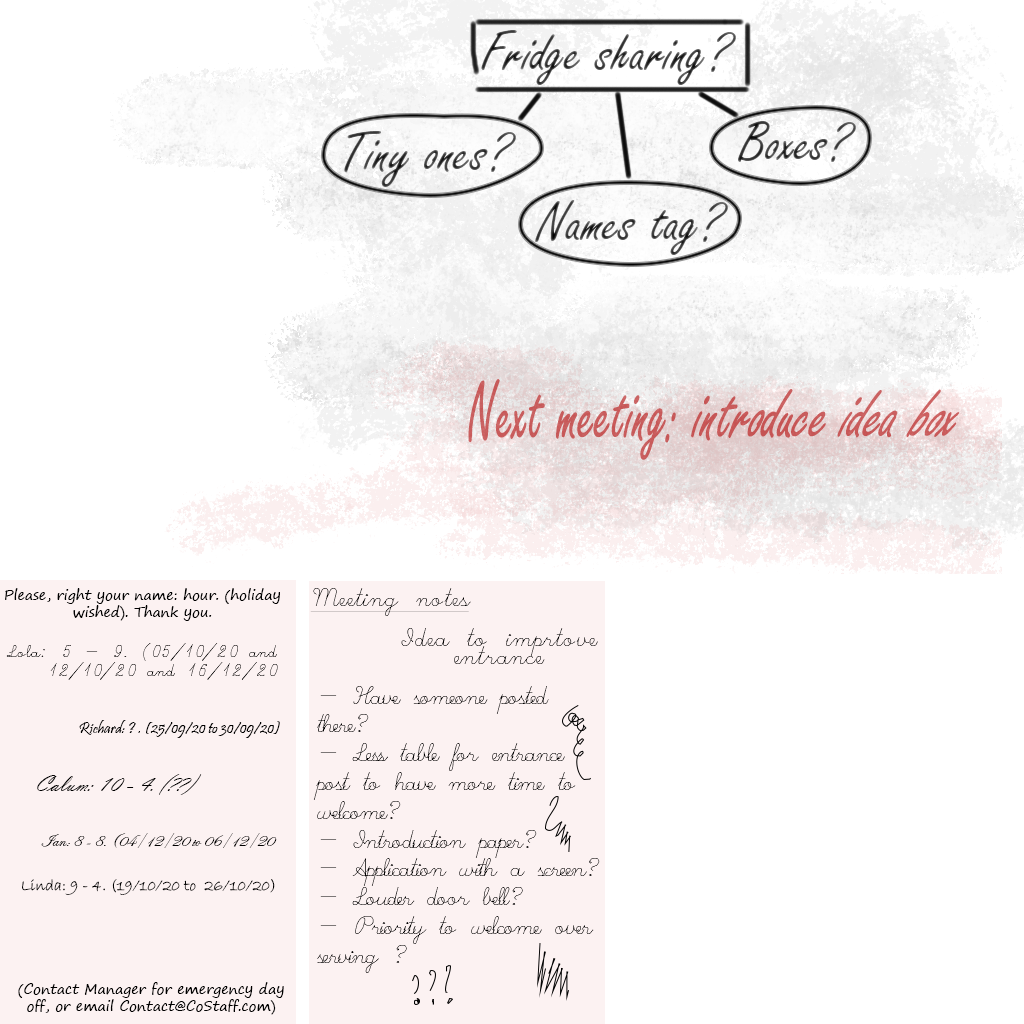 Fridge sharing?
Tiny ones?
Boxes?
Names tag?
Next meeting: introduce idea box
Please, right your name: hour. (holiday
wished). Thank you.
Lola: 5 - 9. (05/10/20 and
12/10/20 and 16/12/20
Richard: ? . (25/09/20 to 30/09/20)
Calum: 10 - 4. (??)
Ian: 8 - 8. (04/12/20 to 06/12/20
Linda: 9 - 4. (19/10/20 to 26/10/20)
(Contact Manager for emergency day
off, or email Contact@CoStaff.com)
Meeting notes
Idea to imprtove
entrance
- Have someone posted
there?
- Less table for entrance
post to have more time to
welcome?
- Introduction paper?
- Application with a screen?
- Louder door bell?
- Priority to welcome over
serving ?
???